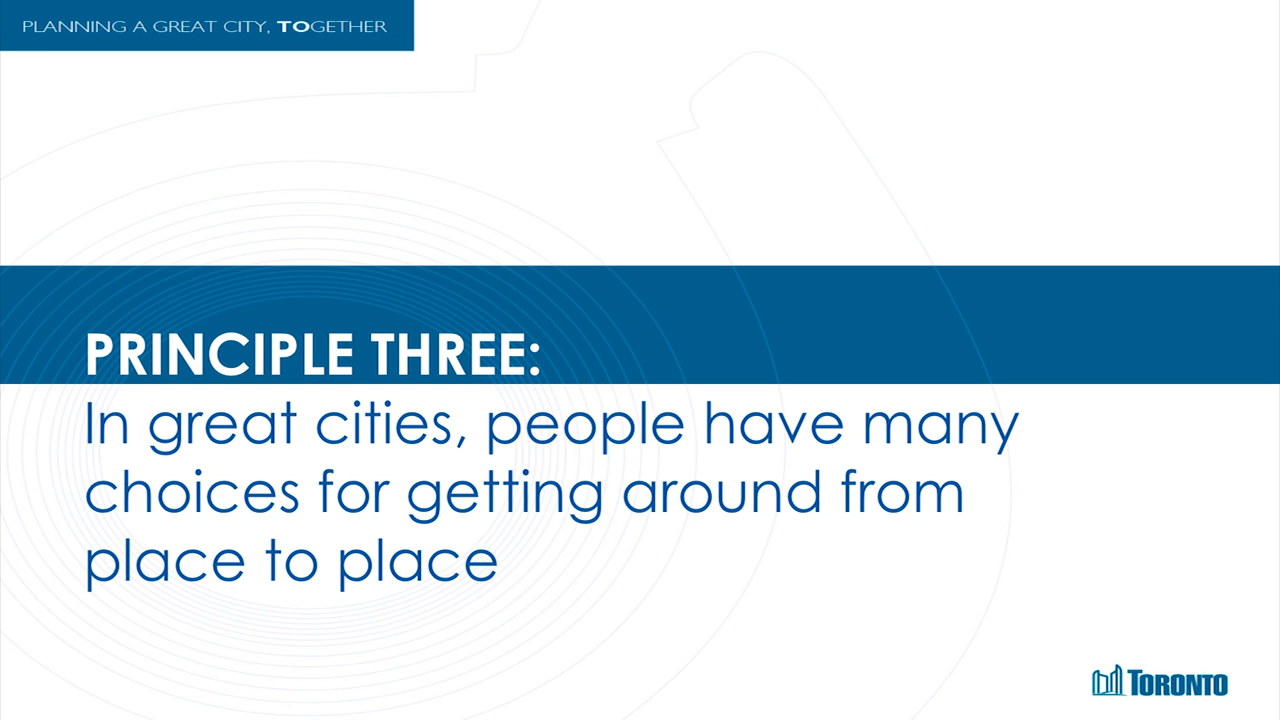 PLANNING A GREAT CITY, TOGETHER
PRINCIPLE THREE:
In great cities, people have many
choices for getting around from
place to place
TORONTO